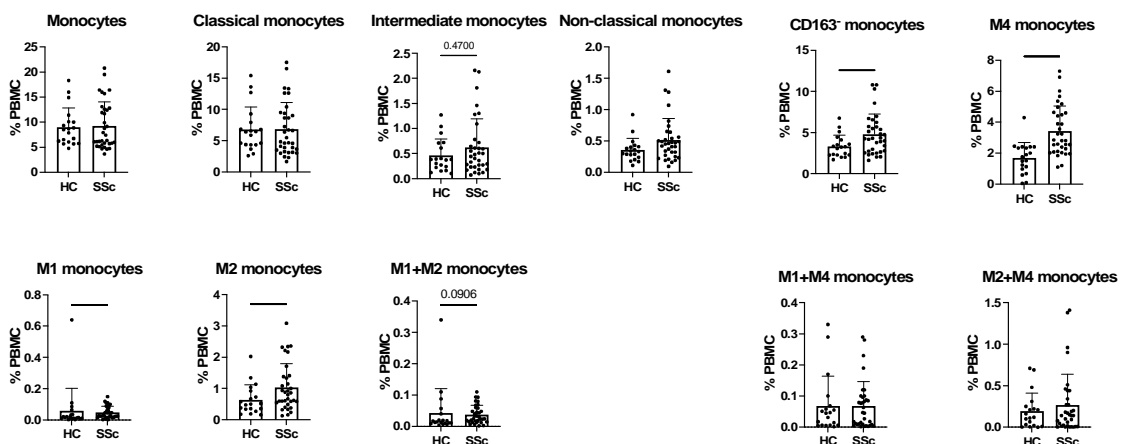 Monocytes
% PBMC
25
20
15
10
5
0
HC SSc
Classical monocytes
% PBMC
20
15
10
5
0
HC SSc
Intermediate monocytes
0.4700
% PBMC
2.5
2.0
1.5
1.0
0.5
0.0
HC SSc
Non-classical monocytes
% PBMC
2.0
1.5
1.0
0.5
0.0
HC SSc
CD163⁻ monocytes
% PBMC
15
10
5
0
HC SSc
M4 monocytes
% PBMC
8
6
4
2
0
HC SSc
M1 monocytes
% PBMC
0.8
0.6
0.4
0.2
0.0
HC SSc
M2 monocytes
% PBMC
4
3
2
1
0
HC SSc
M1+M2 monocytes
0.0906
% PBMC
0.4
0.3
0.2
0.1
0.0
HC SSc
M1+M4 monocytes
% PBMC
0.4
0.3
0.2
0.1
0.0
HC SSc
M2+M4 monocytes
% PBMC
1.5
1.0
0.5
0.0
HC SSc